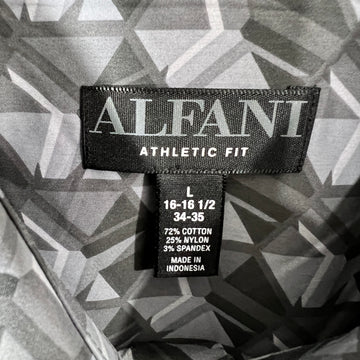 ALFANI
ATHLETIC FIT
L
16-16 1/2
34-35
72% COTTON
25% NYLON
3% SPANDEX
MADE IN
INDONESIA